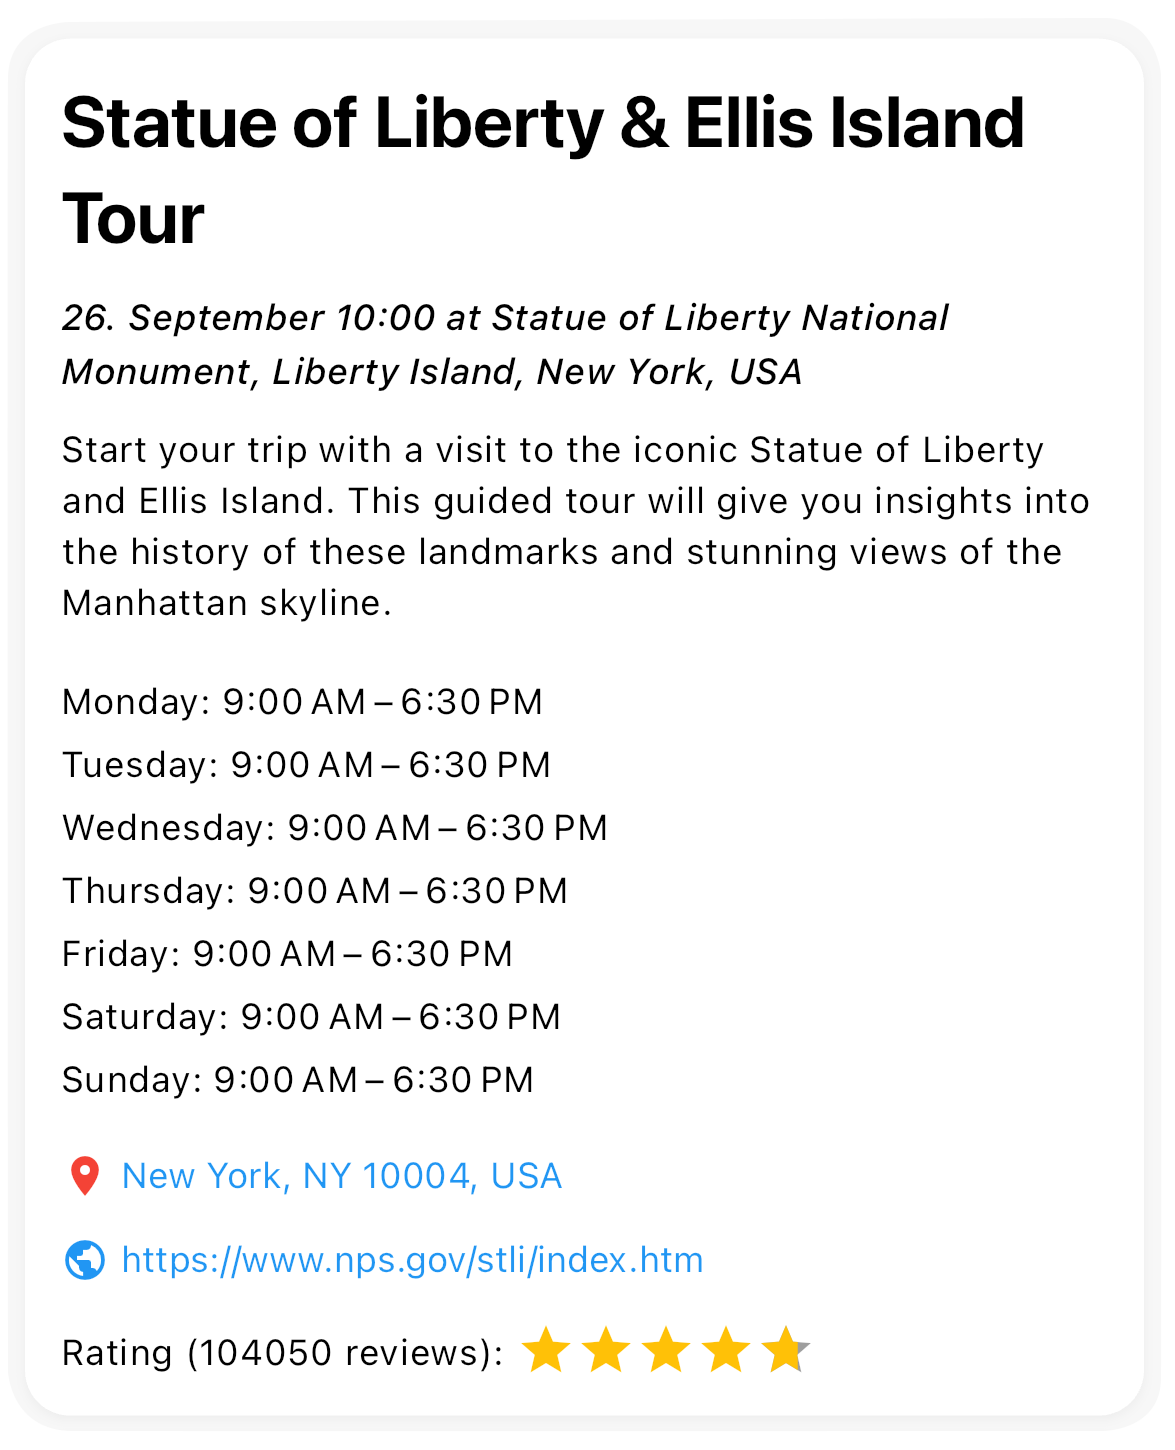 Statue of Liberty & Ellis Island
Tour
26. September 10:00 at Statue of Liberty National
Monument, Liberty Island, New York, USA
Start your trip with a visit to the iconic Statue of Liberty
and Ellis Island. This guided tour will give you insights into
the history of these landmarks and stunning views of the
Manhattan skyline.
Monday: 9:00 AM – 6:30 PM
Tuesday: 9:00 AM – 6:30 PM
Wednesday: 9:00 AM – 6:30 PM
Thursday: 9:00 AM – 6:30 PM
Friday: 9:00 AM – 6:30 PM
Saturday: 9:00 AM – 6:30 PM
Sunday: 9:00 AM – 6:30 PM
New York, NY 10004, USA
https://www.nps.gov/stli/index.htm
Rating (104050 reviews):